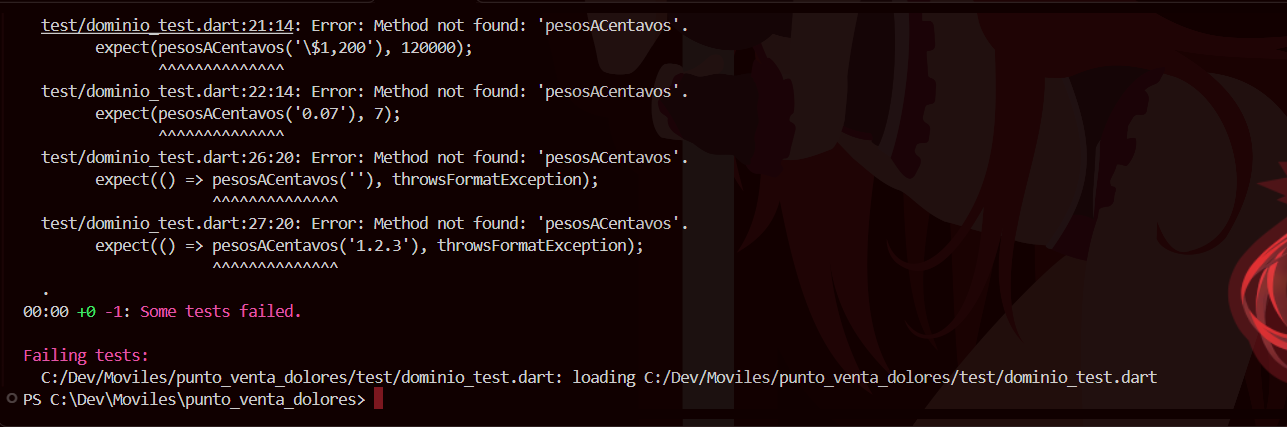 test/dominio_test.dart:21:14: Error: Method not found: 'pesosACentavos'.
expect(pesosACentavos('\$1,200'), 120000);
^^^^^^^^^^^^^^
test/dominio_test.dart:22:14: Error: Method not found: 'pesosACentavos'.
expect(pesosACentavos('0.07'), 7);
^^^^^^^^^^^^^^
test/dominio_test.dart:26:20: Error: Method not found: 'pesosACentavos'.
expect(() => pesosACentavos(''), throwsFormatException);
^^^^^^^^^^^^^^
test/dominio_test.dart:27:20: Error: Method not found: 'pesosACentavos'.
expect(() => pesosACentavos('1.2.3'), throwsFormatException);
^^^^^^^^^^^^^^
.
00:00 +0 -1: Some tests failed.
Failing tests:
C:/Dev/Moviles/punto_venta_dolores/test/dominio_test.dart: loading C:/Dev/Moviles/punto_venta_dolores/test/dominio_test.dart
PS C:\Dev\Moviles\punto_venta_dolores>